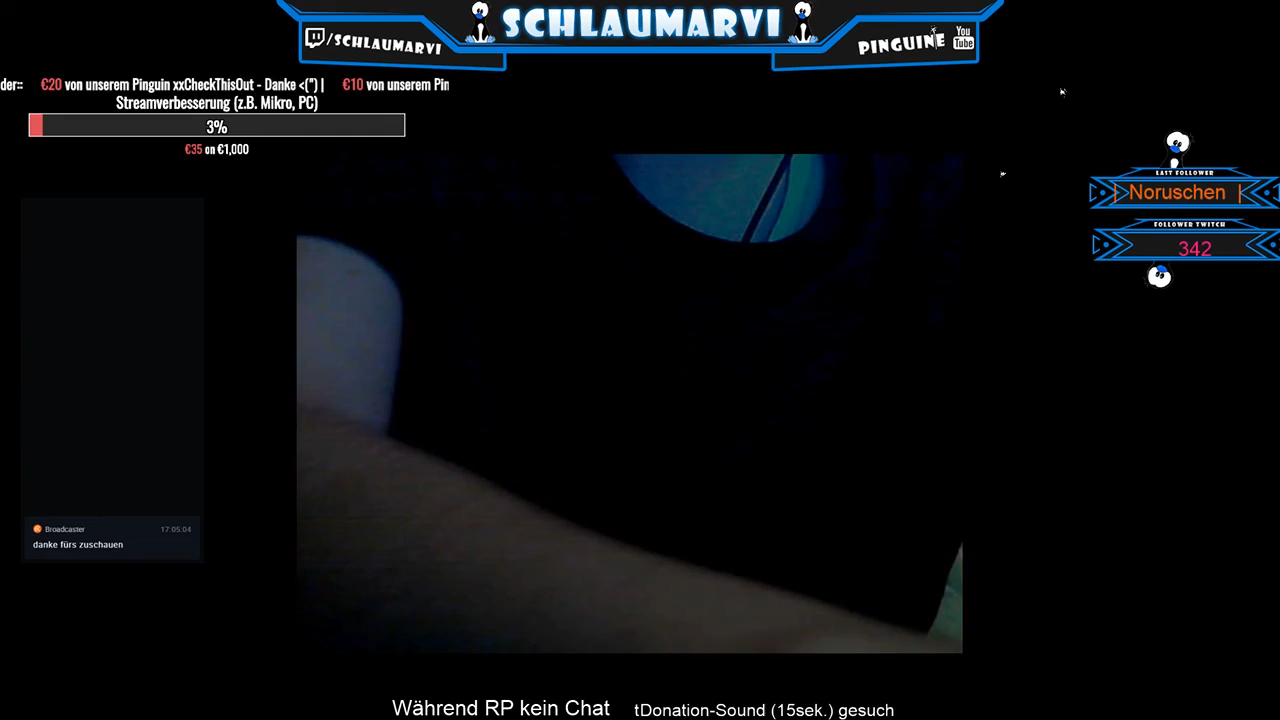 SCHLAUMARVI
/SCHLAUMARVI
PINGUINE
You
Tube
der:: €20 von unserem Pinguin xxCheckThisOut - Danke <(") | €10 von unserem Pin
Streamverbesserung (z.B. Mikro, PC)
3%
€35 on €1,000
LAST FOLLOWER
| Noruschen |
FOLLOWER TWITCH
342
Broadcaster 17:05:04
danke fürs zuschauen
Während RP kein Chat tDonation-Sound (15sek.) gesuch